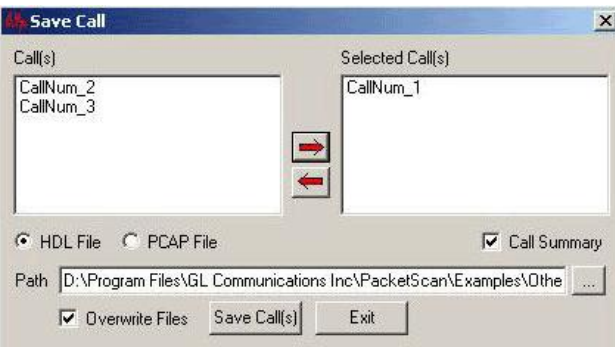 Save Call
Call(s)
Selected Call(s)
CallNum_2
CallNum_3
CallNum_1
HDL File
PCAP File
Call Summary
Path
D:\Program Files\GL Communications Inc\PacketScan\Examples\Othe
...
Overwrite Files
Save Call(s)
Exit